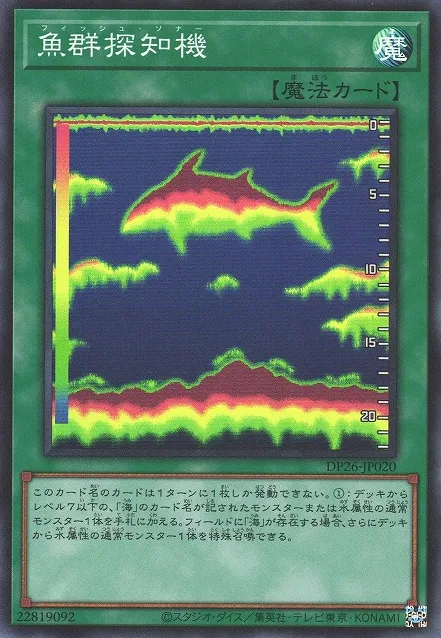 フィッシュ・ソナー
魚群探知機
魔
【魔法カード】
まほう
0
5
10
15
20
DP26-JP020
このカード名のカードは1ターンに1枚しか発動できない。①:デッキから
レベル7以下の、「海」のカード名が記されたモンスターまたは水属性の通常
モンスター1体を手札に加える。フィールドに「海」が存在する場合、さらにデッキ
から水属性の通常モンスター1体を特殊召喚できる。
22819092
©スタジオ・ダイス/集英社・テレビ東京・KONAMI